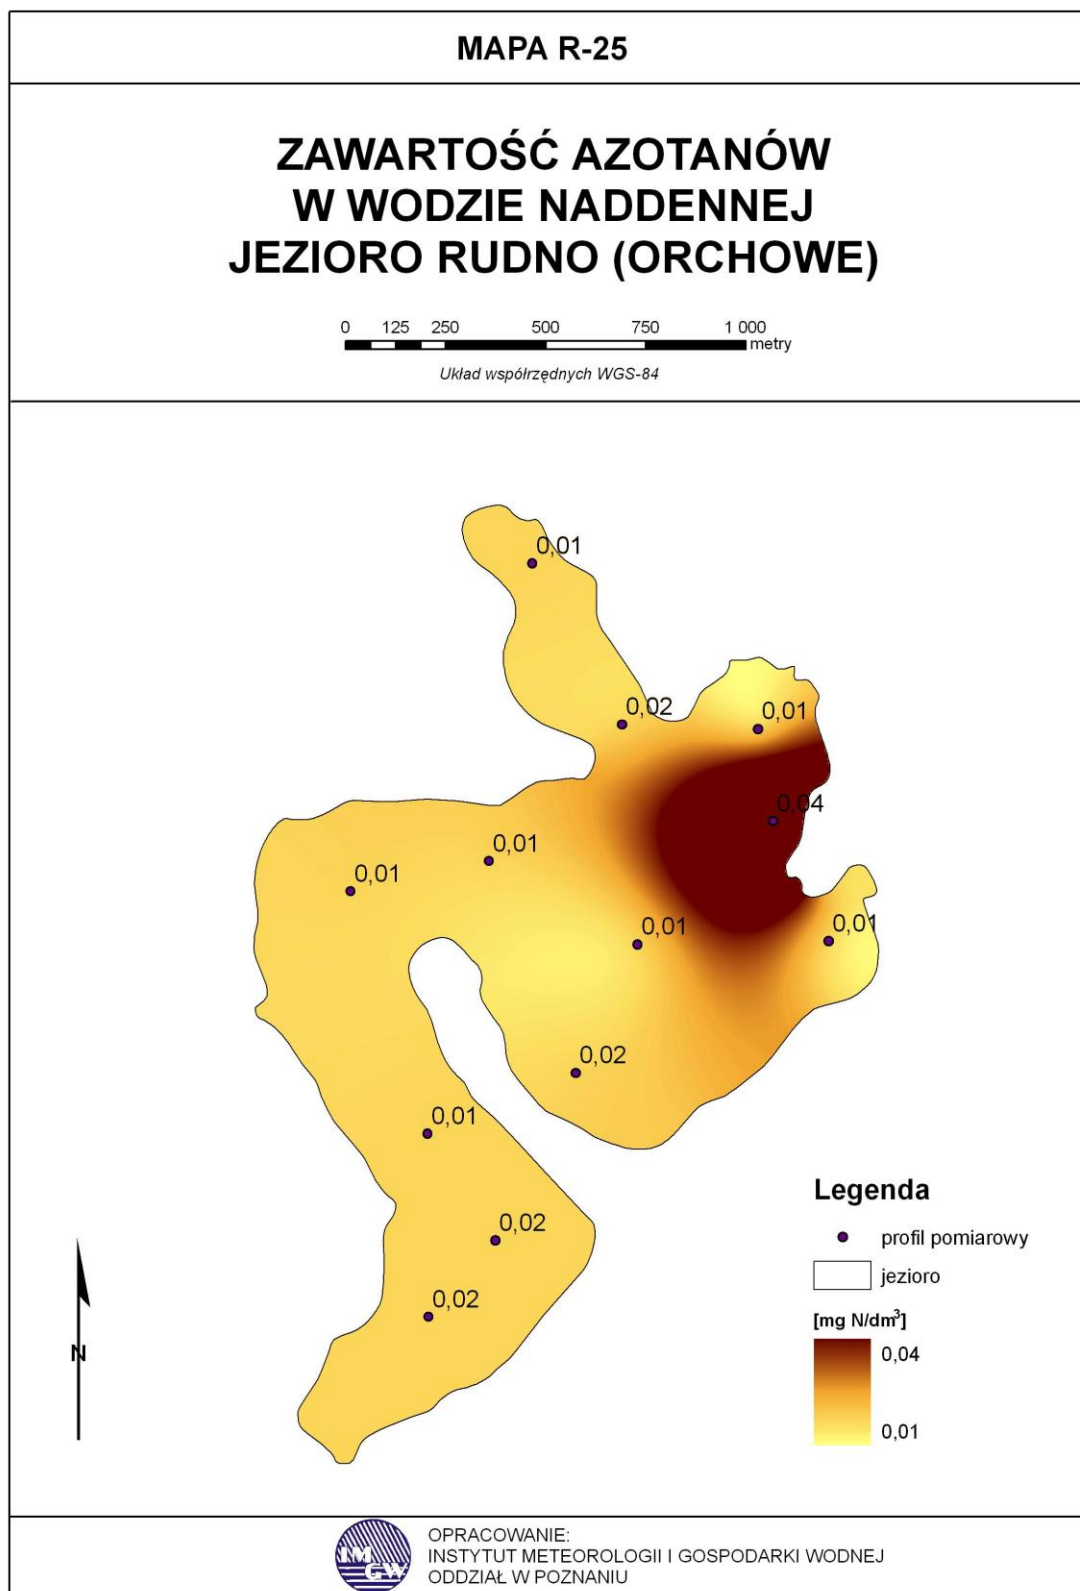 MAPA R-25
ZAWARTOŚĆ AZOTANÓW
W WODZIE NADDENNEJ
JEZIORO RUDNO (ORCHOWE)
0 125 250 500 750 1 000
metry
Układ współrzędnych WGS-84
0,01
0,02
0,01
0,04
0,01
0,01
0,01
0,01
0,02
0,01
0,02
0,02
Legenda
profil pomiarowy
jezioro
[mg N/dm³]
0,04
0,01
N
IMGW
OPRACOWANIE:
INSTYTUT METEOROLOGII I GOSPODARKI WODNEJ
ODDZIAŁ W POZNANIU